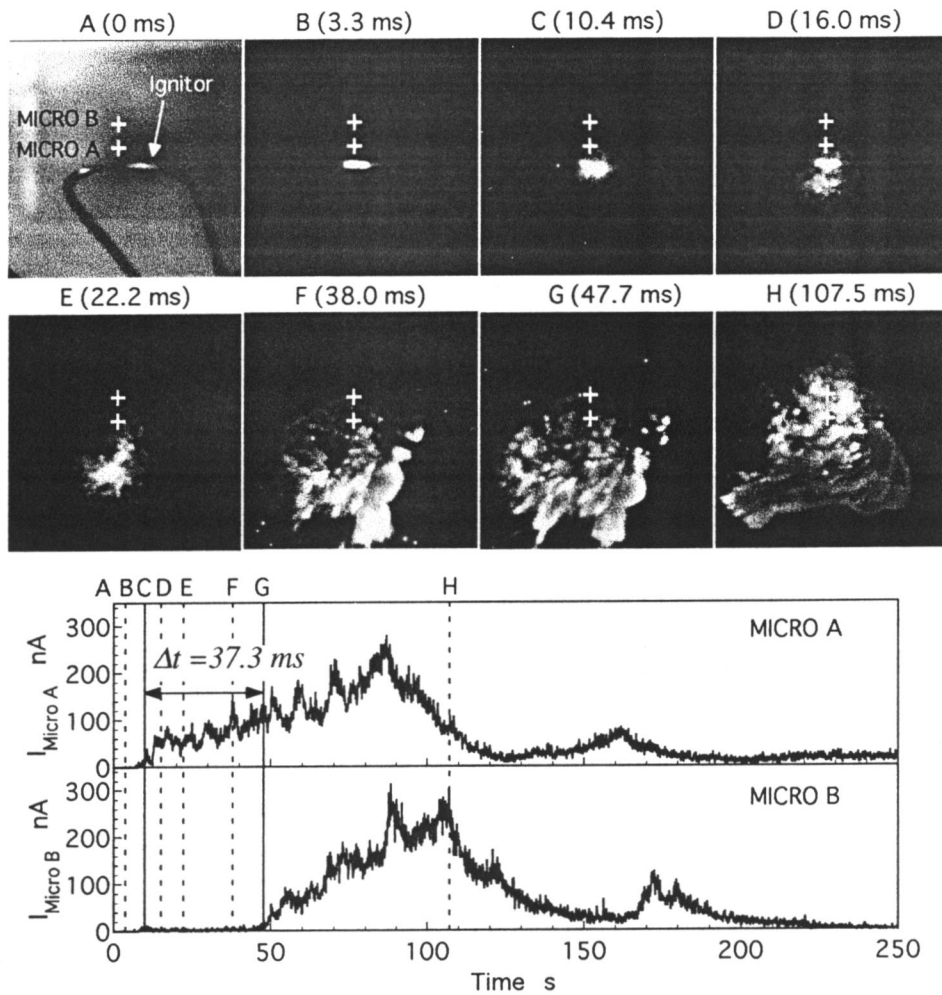 A (0 ms) B (3.3 ms) C (10.4 ms) D (16.0 ms)
Ignitor
MICRO B
MICRO A
E (22.2 ms) F (38.0 ms) G (47.7 ms) H (107.5 ms)
A B C D E F G H
300
200
100
0
I Micro A nA
Δt = 37.3 ms
MICRO A
300
200
100
0
I Micro B nA
MICRO B
0 50 100 150 200 250
Time s